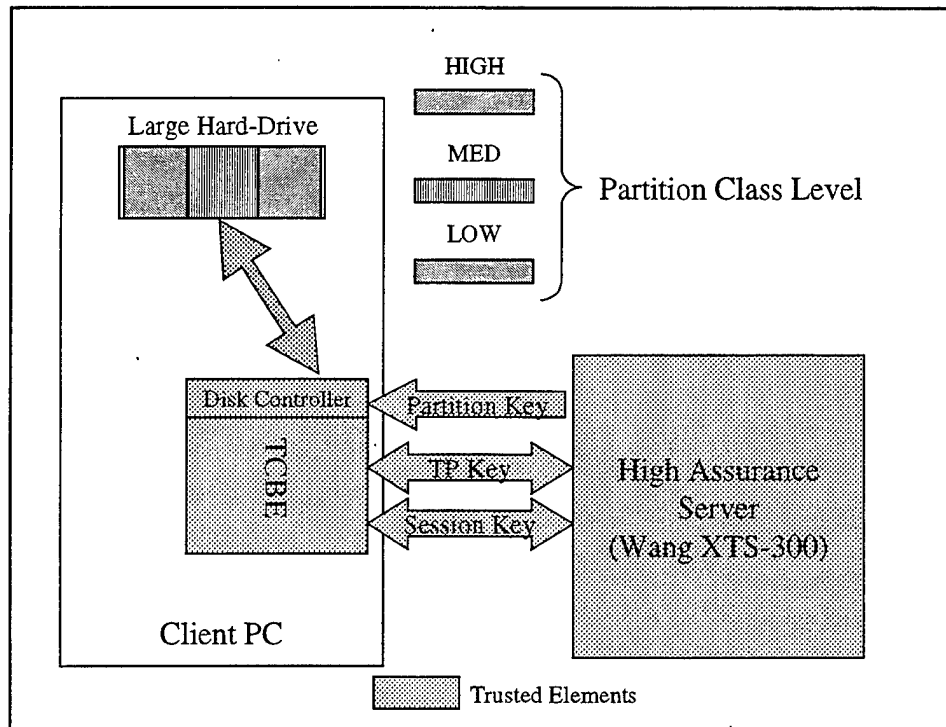 HIGH
Large Hard-Drive
MED
Partition Class Level
LOW
Disk Controller
Partition Key
TCBE
TP Key
High Assurance
Server
(Wang XTS-300)
Session Key
Client PC
Trusted Elements